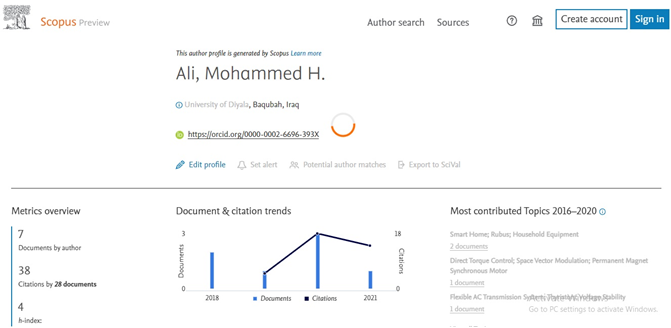 Scopus Preview
Author search Sources Create account Sign in
This author profile is generated by Scopus Learn more
Ali, Mohammed H.
University of Diyala, Baqubah, Iraq
https://orcid.org/0000-0002-6696-393X
Edit profile Set alert Potential author matches Export to SciVal
Metrics overview
7
Documents by author
38
Citations by 28 documents
4
h-index:
Document & citation trends
3
18
Documents
Citations
0
0
2018
2021
Documents Citations
Most contributed Topics 2016–2020
Smart Home; Rubus; Household Equipment
2 documents
Direct Torque Control; Space Vector Modulation; Permanent Magnet
Synchronous Motor
1 document
Flexible AC Transmission System; Thyristor; Voltage Stability
1 document
Activate Windows
Go to PC settings to activate Windows.